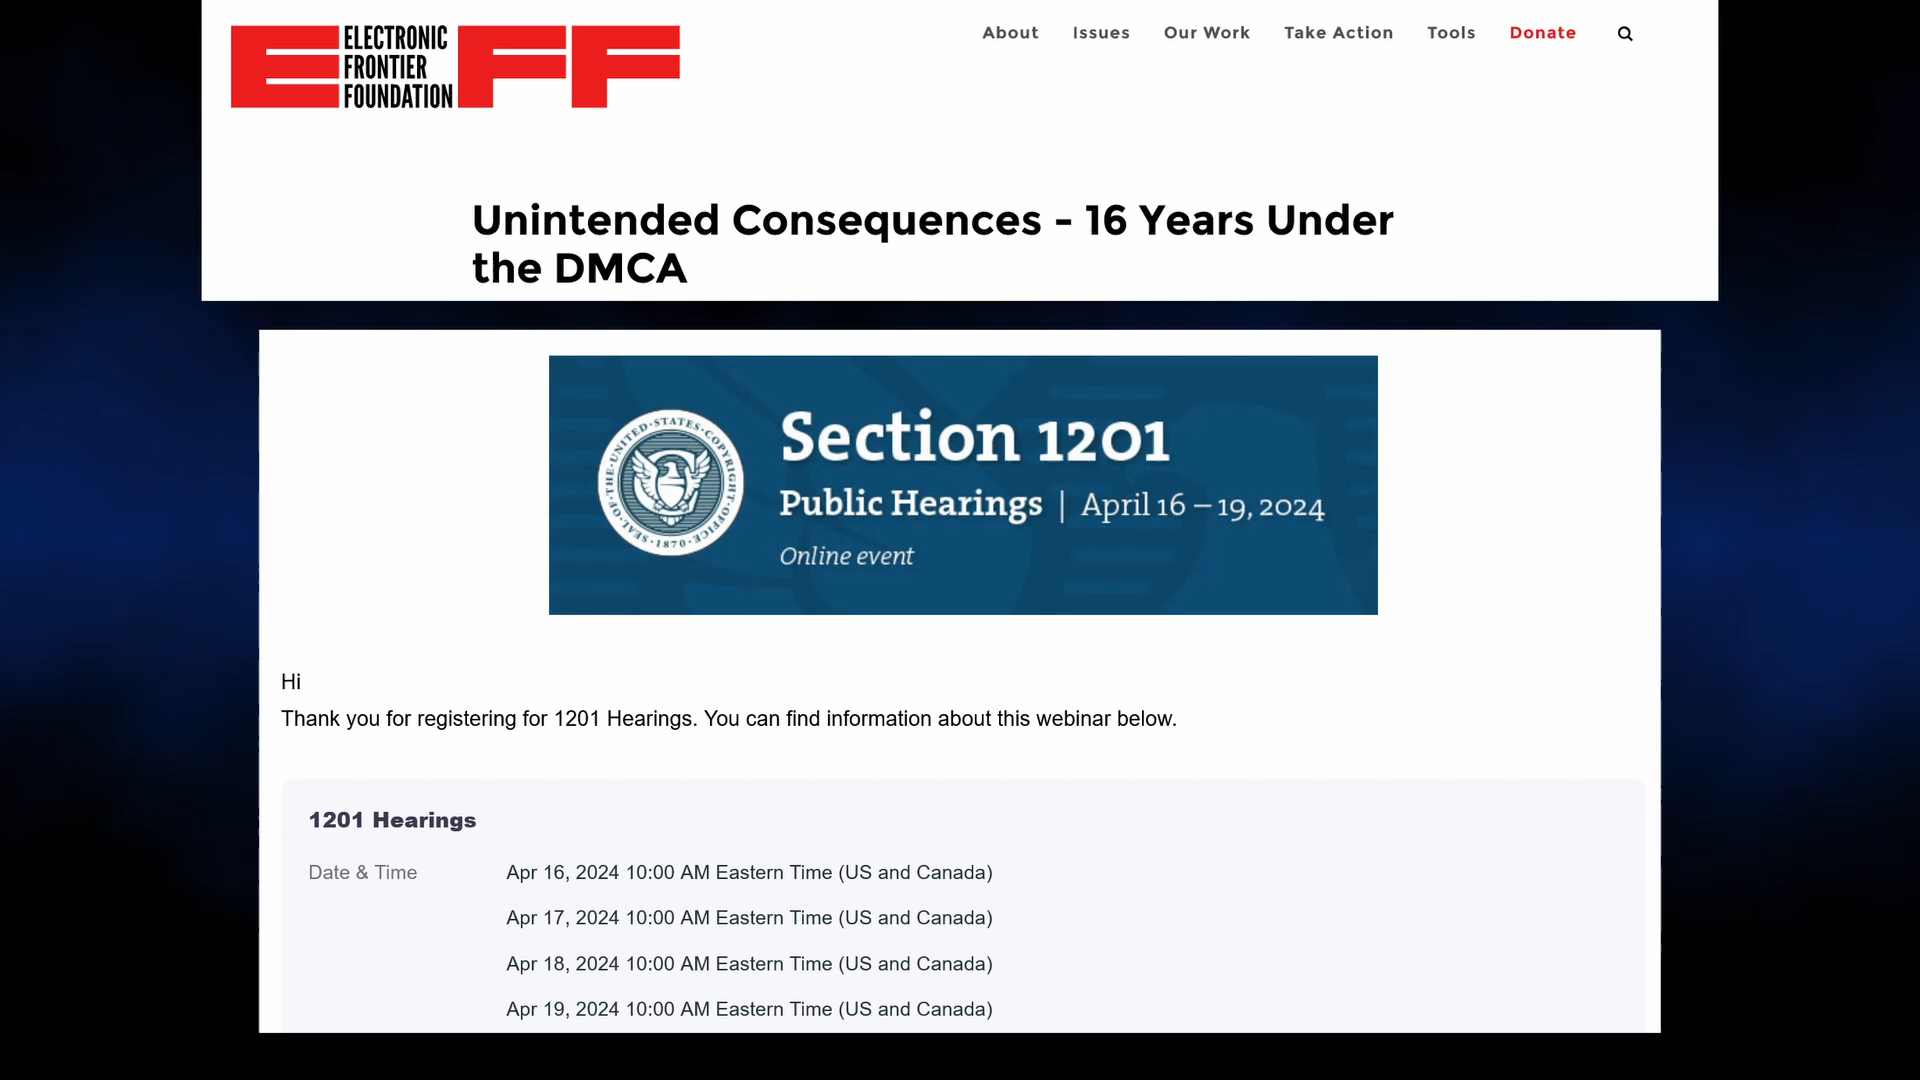 ELECTRONIC
FRONTIER
FOUNDATION
EFF
About Issues Our Work Take Action Tools Donate
Unintended Consequences - 16 Years Under
the DMCA
SEAL OF THE UNITED STATES COPYRIGHT OFFICE
1870
Section 1201
Public Hearings | April 16 – 19, 2024
Online event
Hi
Thank you for registering for 1201 Hearings. You can find information about this webinar below.
1201 Hearings
Date & Time Apr 16, 2024 10:00 AM Eastern Time (US and Canada)
Apr 17, 2024 10:00 AM Eastern Time (US and Canada)
Apr 18, 2024 10:00 AM Eastern Time (US and Canada)
Apr 19, 2024 10:00 AM Eastern Time (US and Canada)